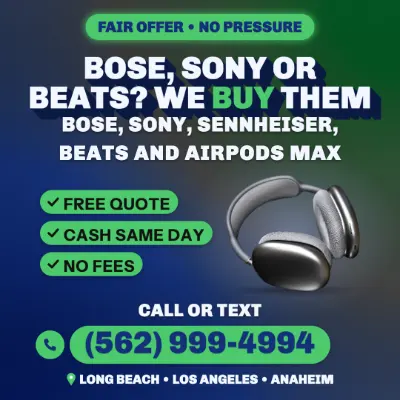 FAIR OFFER • NO PRESSURE
BOSE, SONY OR
BEATS? WE BUY THEM
BOSE, SONY, SENNHEISER,
BEATS AND AIRPODS MAX
FREE QUOTE
CASH SAME DAY
NO FEES
CALL OR TEXT
(562) 999-4994
LONG BEACH • LOS ANGELES • ANAHEIM